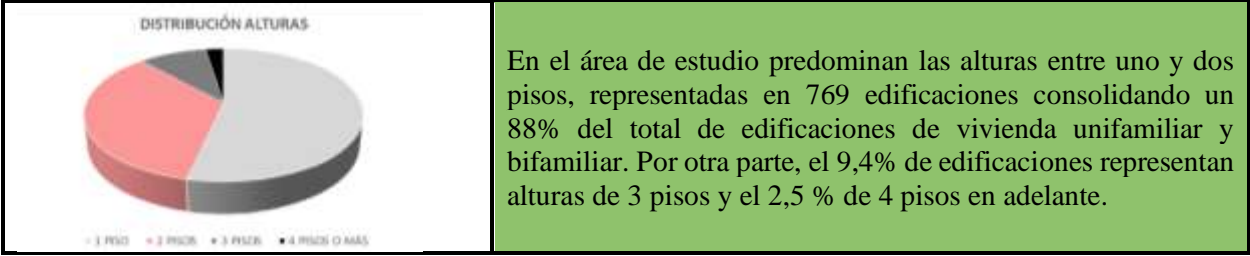 DISTRIBUCIÓN ALTURAS
1 PISO 2 PISOS 3 PISOS 4 PISOS O MÁS
En el área de estudio predominan las alturas entre uno y dos
pisos, representadas en 769 edificaciones consolidando un
88% del total de edificaciones de vivienda unifamiliar y
bifamiliar. Por otra parte, el 9,4% de edificaciones representan
alturas de 3 pisos y el 2,5 % de 4 pisos en adelante.